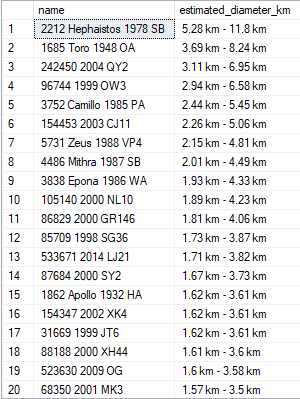 name estimated_diameter_km
1 2212 Hephaistos 1978 SB 5.28 km - 11.8 km
2 1685 Toro 1948 OA 3.69 km - 8.24 km
3 242450 2004 QY2 3.11 km - 6.95 km
4 96744 1999 OW3 2.94 km - 6.58 km
5 3752 Camillo 1985 PA 2.44 km - 5.45 km
6 154453 2003 CJ11 2.26 km - 5.06 km
7 5731 Zeus 1988 VP4 2.15 km - 4.81 km
8 4486 Mithra 1987 SB 2.01 km - 4.49 km
9 3838 Epona 1986 WA 1.93 km - 4.33 km
10 105140 2000 NL10 1.89 km - 4.23 km
11 86829 2000 GR146 1.81 km - 4.06 km
12 85709 1998 SG36 1.73 km - 3.87 km
13 533671 2014 LJ21 1.71 km - 3.82 km
14 87684 2000 SY2 1.67 km - 3.73 km
15 1862 Apollo 1932 HA 1.62 km - 3.61 km
16 154347 2002 XK4 1.62 km - 3.61 km
17 31669 1999 JT6 1.62 km - 3.61 km
18 88188 2000 XH44 1.61 km - 3.6 km
19 523630 2009 OG 1.6 km - 3.58 km
20 68350 2001 MK3 1.57 km - 3.5 km